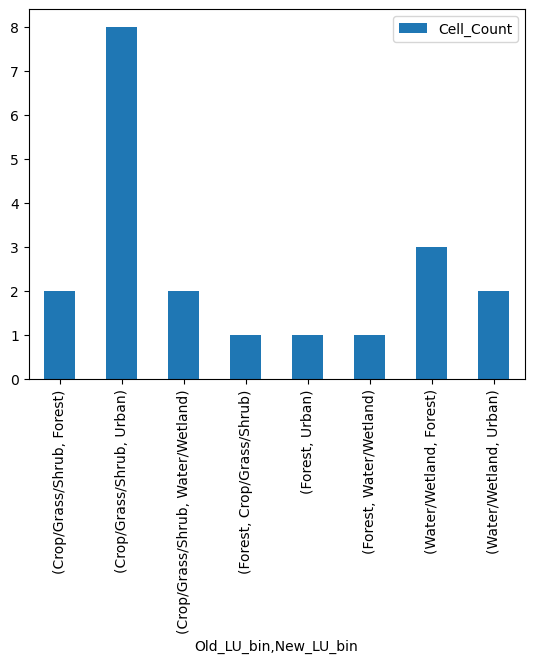 Cell_Count
8
7
6
5
4
3
2
1
0
(Crop/Grass/Shrub, Forest)
(Crop/Grass/Shrub, Urban)
(Crop/Grass/Shrub, Water/Wetland)
(Forest, Crop/Grass/Shrub)
(Forest, Urban)
(Forest, Water/Wetland)
(Water/Wetland, Forest)
(Water/Wetland, Urban)
Old_LU_bin,New_LU_bin